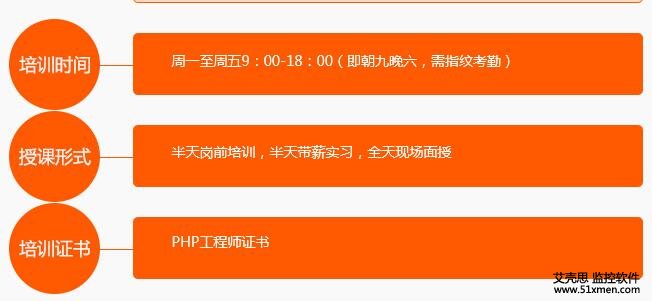 培训时间
周一至周五9：00-18：00（即朝九晚六，需指纹考勤）
授课形式
半天岗前培训，半天带薪实习，全天现场面授
培训证书
PHP工程师证书
艾壳思 监控软件
www.51xmen.com